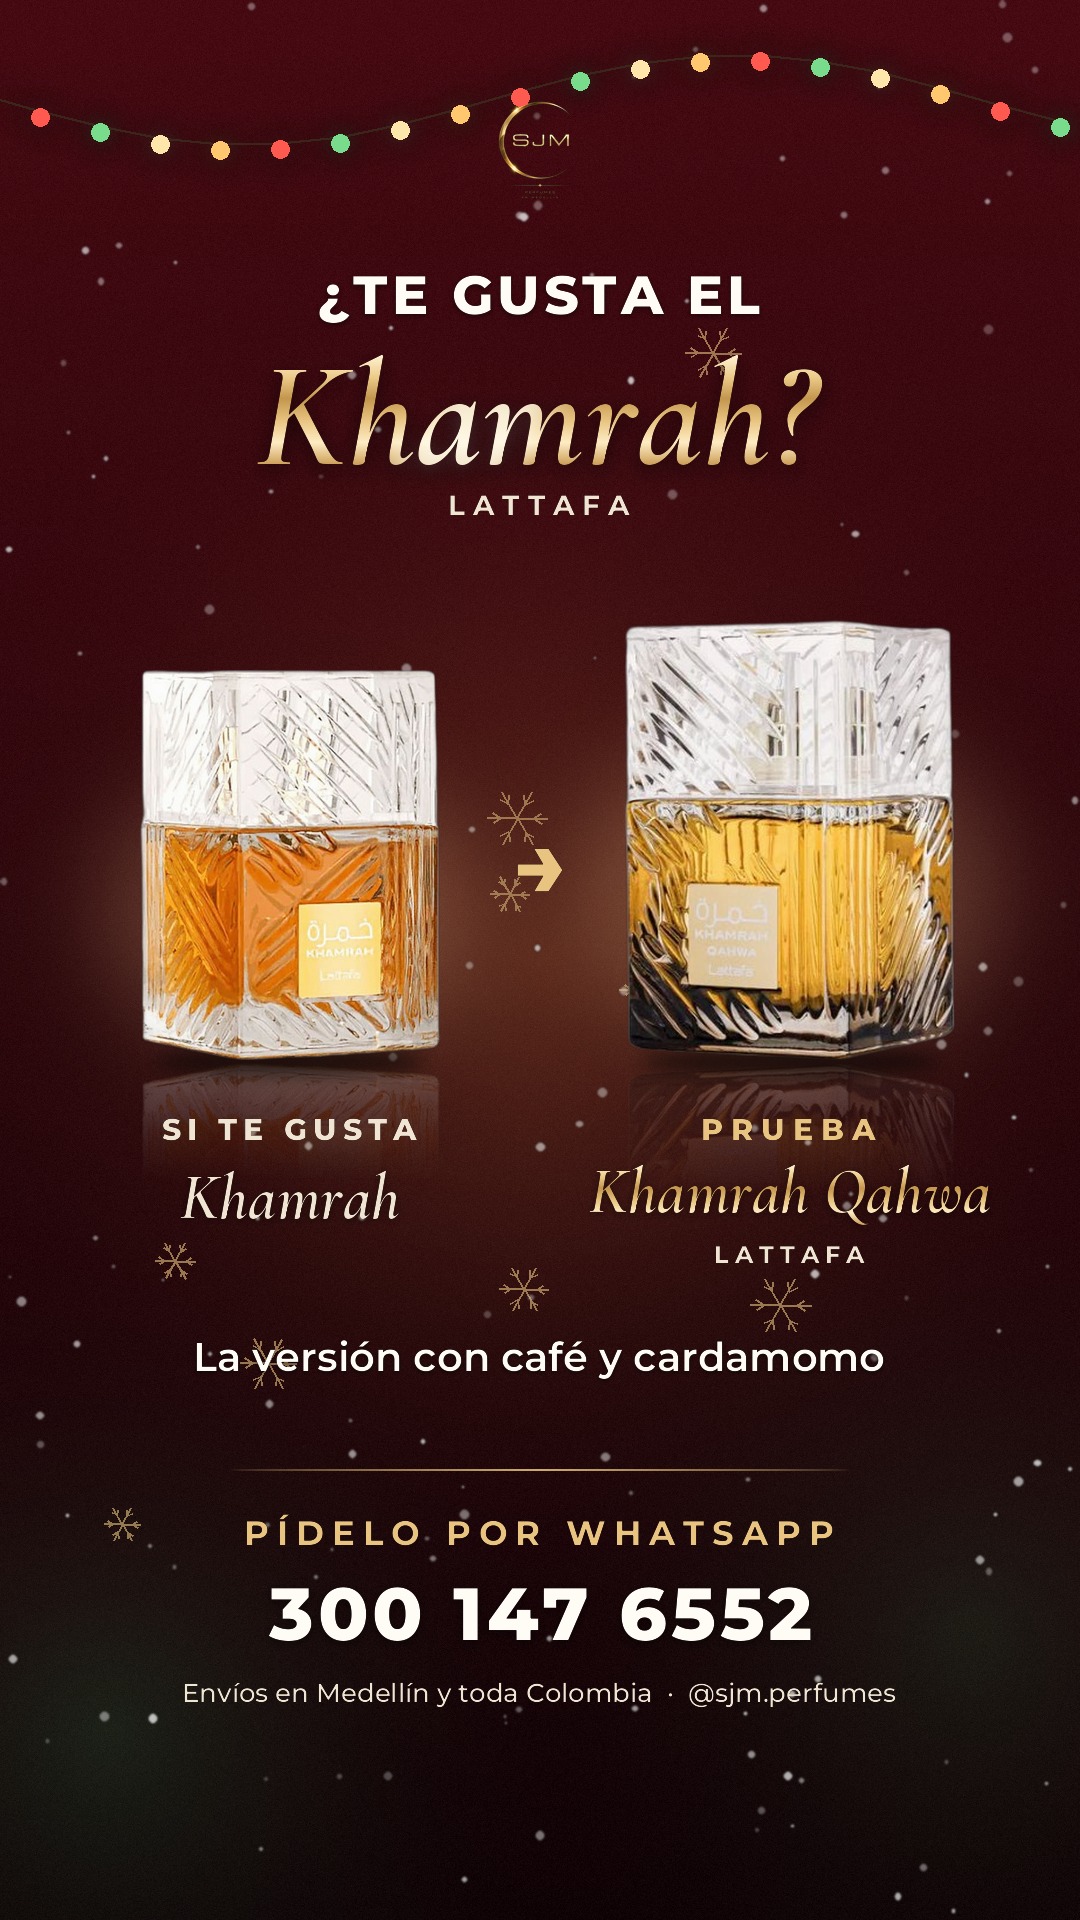 SJM
¿TE GUSTA EL
Khamrah?
LATTAFA
خمرة
KHAMRAH
Lattafa
خمرة
KHAMRAH
QAHWA
Lattafa
SI TE GUSTA
Khamrah
PRUEBA
Khamrah Qahwa
LATTAFA
La versión con café y cardamomo
PÍDELO POR WHATSAPP
300 147 6552
Envíos en Medellín y toda Colombia · @sjm.perfumes